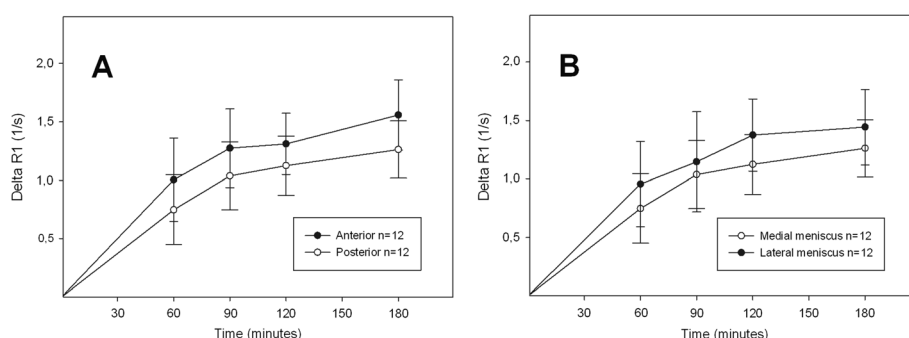 A
Delta R1 (1/s)
2,0
1,5
1,0
0,5
Anterior n=12
Posterior n=12
30 60 90 120 150 180
Time (minutes)
B
Delta R1 (1/s)
2,0
1,5
1,0
0,5
Medial meniscus n=12
Lateral meniscus n=12
30 60 90 120 150 180
Time (minutes)